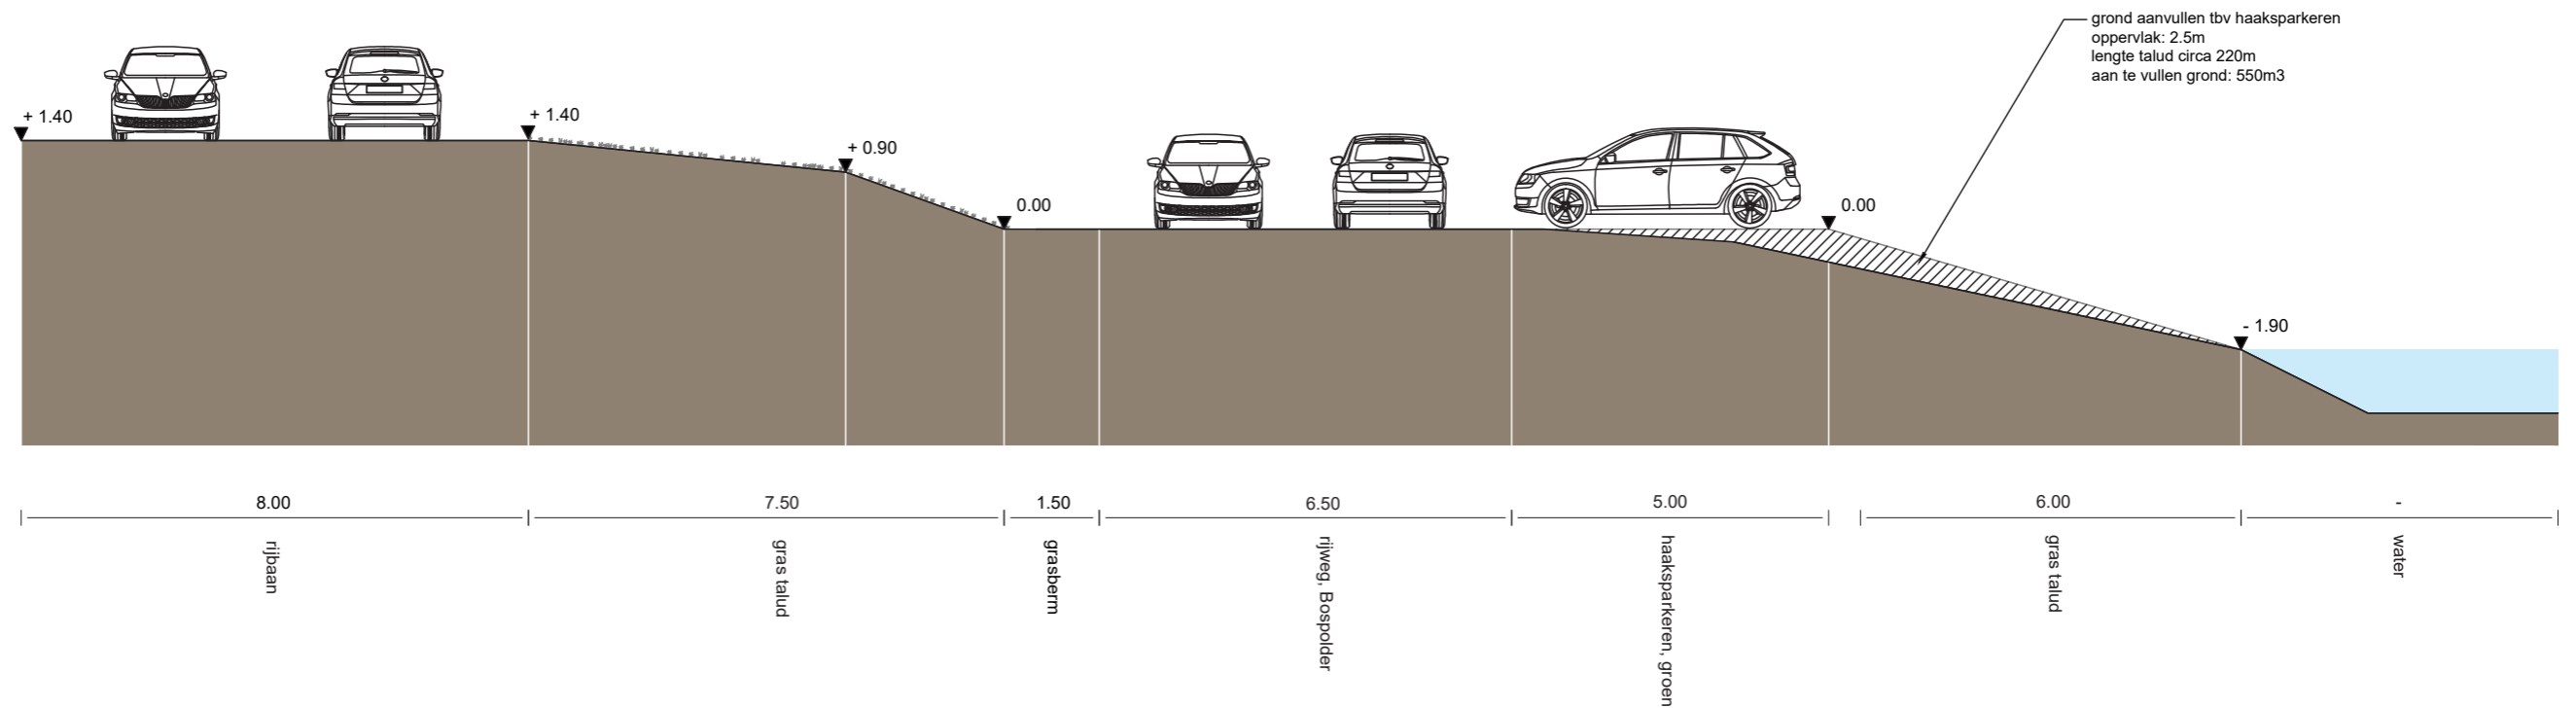 grond aanvullen tbv haaksparkeren
oppervlak: 2.5m
lengte talud circa 220m
aan te vullen grond: 550m3
+ 1.40
+ 1.40
+ 0.90
0.00
0.00
- 1.90
8.00
7.50
1.50
6.50
5.00
6.00
-
rijbaan
gras talud
grasberm
rijweg, Bospolder
haaksparkeren, groen
gras talud
water